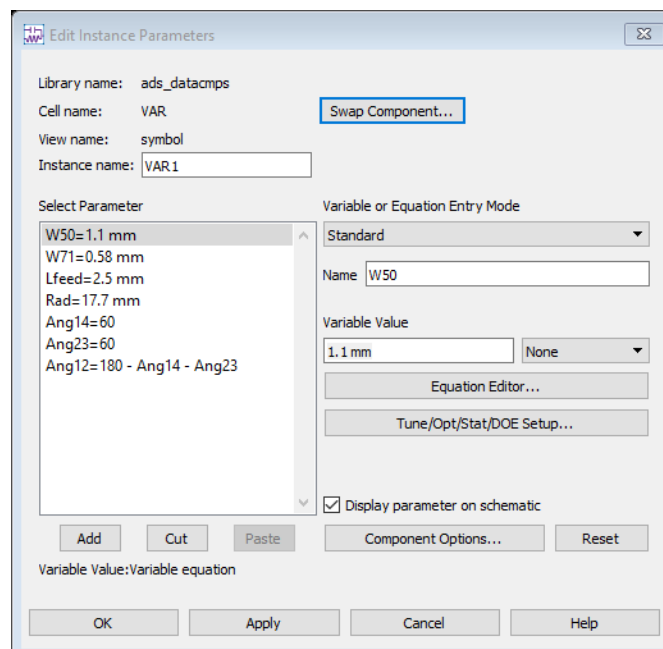 Edit Instance Parameters
Library name: ads_datacmps
Cell name: VAR
Swap Component...
View name: symbol
Instance name: VAR1
Select Parameter
W50=1.1 mm
W71=0.58 mm
Lfeed=2.5 mm
Rad=17.7 mm
Ang14=60
Ang23=60
Ang12=180 - Ang14 - Ang23
Variable or Equation Entry Mode
Standard
Name W50
Variable Value
1.1 mm None
Equation Editor...
Tune/Opt/Stat/DOE Setup...
Display parameter on schematic
Add Cut Paste
Component Options... Reset
Variable Value:Variable equation
OK Apply Cancel Help